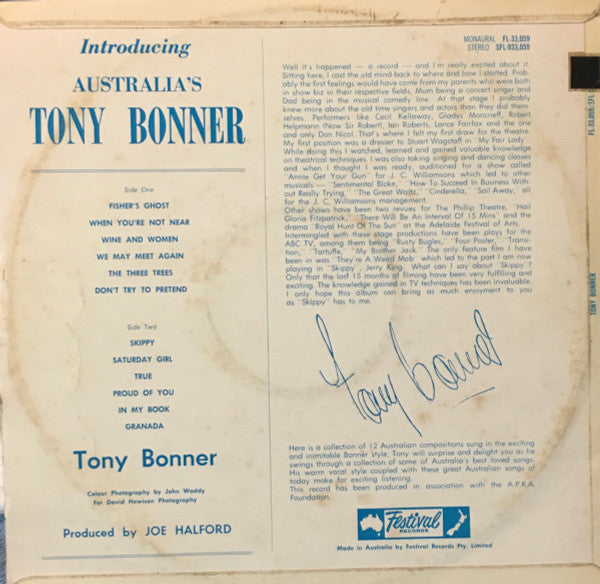 Introducing
AUSTRALIA'S
TONY BONNER
Side One
FISHER'S GHOST
WHEN YOU'RE NOT NEAR
WINE AND WOMEN
WE MAY MEET AGAIN
THE THREE TREES
DON'T TRY TO PRETEND
Side Two
SKIPPY
SATURDAY GIRL
TRUE
PROUD OF YOU
IN MY BOOK
GRANADA
Tony Bonner
Colour Photography by John Waddy
For David Hewison Photography
Produced by JOE HALFORD
MONAURAL FL-33,059
STEREO SFL-933,059
Well it's happened — a record — and I'm really excited about it.
Sitting here, I cast the old mind back to where and how I started. Prob-
ably the first feelings would have come from my parents who were both
in show biz in their respective fields, Mum being a concert singer and
Dad being in the musical comedy line. At that stage I probably
knew more about the old time singers and actors than they did them-
selves. Performers like Cecil Kellaway, Gladys Moncrieff, Robert
Helpmann (Now Sir Robert), Ian Roberts, Lance Fairfax and the one
and only Don Nicol. That's where I felt my first draw for the theatre.
My first position was a dresser to Stuart Wagstaff in "My Fair Lady".
While doing this I watched, learned and gained valuable knowledge
on theatrical techniques. I was also taking singing and dancing classes
and when I thought I was ready, auditioned for a show called
"Annie Get Your Gun" for J. C. Williamsons which led to other
musicals — "Sentimental Bloke," "How To Succeed In Business With-
out Really Trying," "The Great Waltz," "Cinderella," "Sail Away," all
for the J. C. Williamsons management.
Other shows have been two revues for The Phillip Theatre, "Hail
Gloria Fitzpatrick," "There Will Be An Interval Of 15 Mins" and the
drama "Royal Hunt Of The Sun" at the Adelaide Festival of Arts.
Intermingled with these stage productions have been plays for the
ABC TV, among them being "Rusty Bugles," "Four Poster," "Transi-
tion," "Tartuffe," "My Brother Jack." The only feature film I have
been in was "They're A Weird Mob" which led to the part I am now
playing in "Skippy", Jerry King. What can I say about "Skippy"?
Only that the last 15 months of filming have been very fulfilling and
exciting. The knowledge gained in TV techniques has been invaluable.
I only hope this album can bring as much enjoyment to you
as "Skippy" has to me.
Tony Bonner
Here is a collection of 12 Australian compositions sung in the exciting
and inimitable Bonner style. Tony will surprise and delight you as he
swings through a collection of some of Australia's best loved songs.
His warm vocal style coupled with these great Australian songs of
today make for exciting listening.
This record has been produced in association with the A.P.R.A.
Foundation.
Festival
RECORDS
Made in Australia by Festival Records Pty. Limited
FL-33,059/SFL-
TONY BONNER